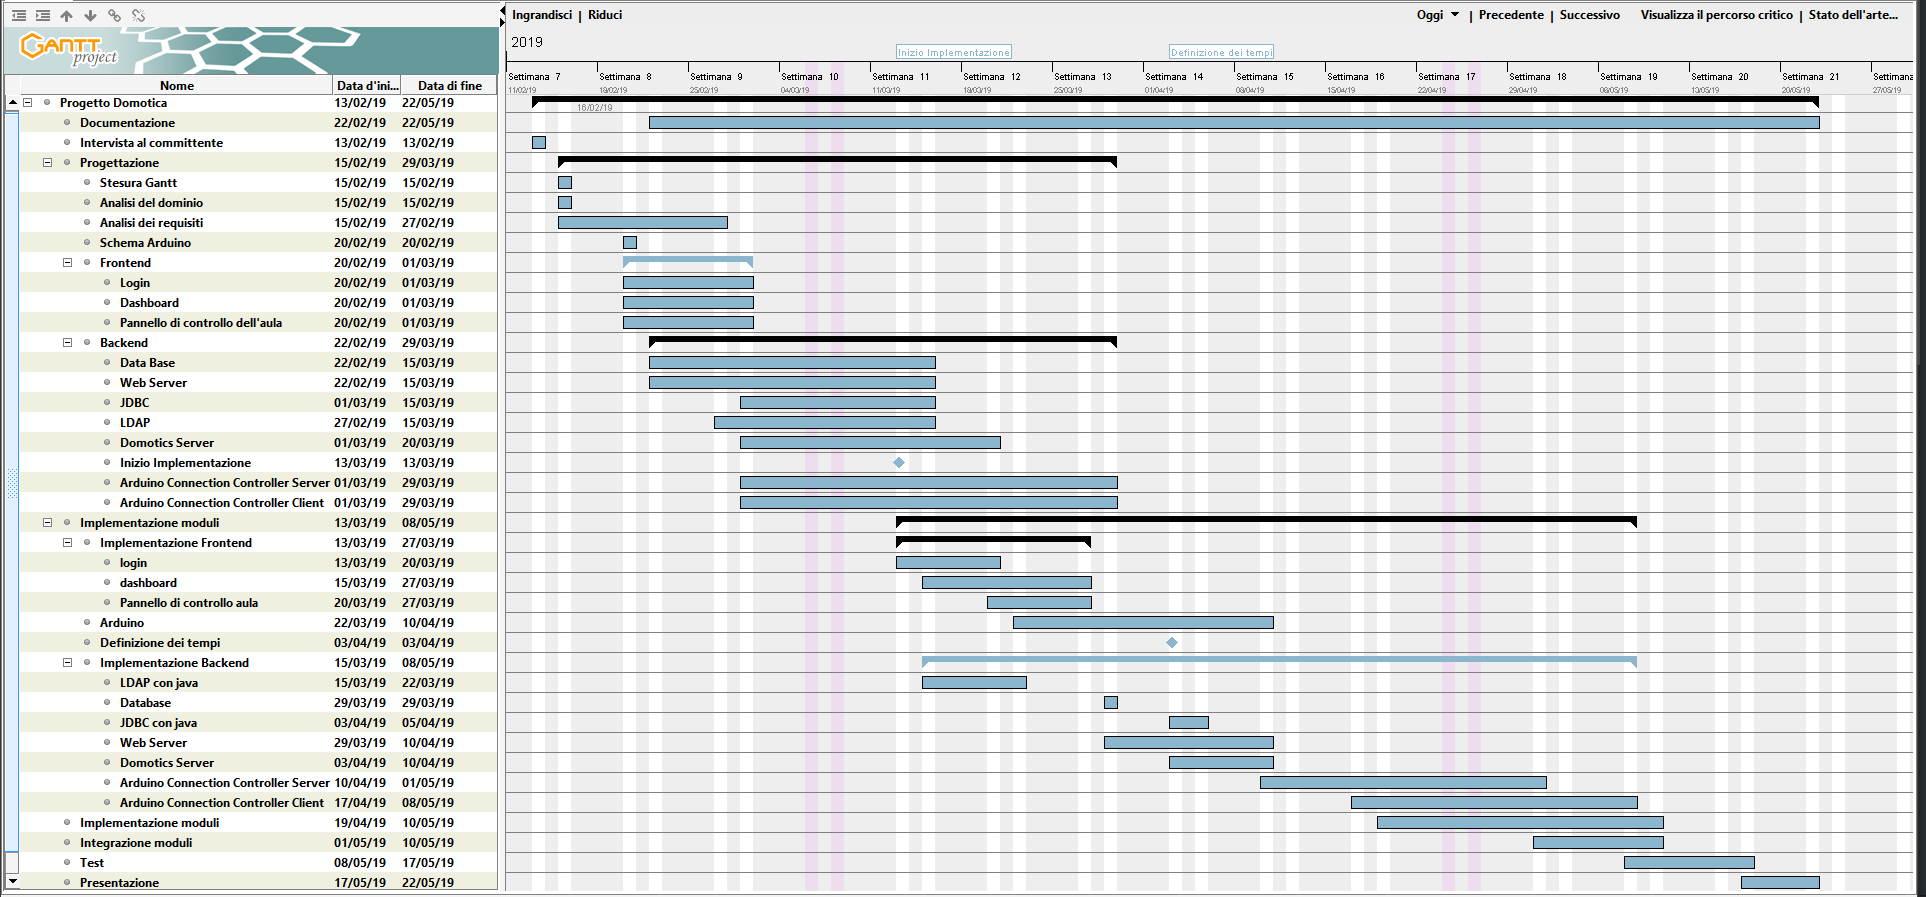 Ingrandisci | Riduci
Oggi | Precedente | Successivo Visualizza il percorso critico | Stato dell'arte...
GANTT project
2019
Inizio Implementazione Definizione dei tempi
Settimana 7 Settimana 8 Settimana 9 Settimana 10 Settimana 11 Settimana 12 Settimana 13 Settimana 14 Settimana 15 Settimana 16 Settimana 17 Settimana 18 Settimana 19 Settimana 20 Settimana 21 Settimana
11/02/19 18/02/19 25/02/19 04/03/19 11/03/19 18/03/19 25/03/19 01/04/19 08/04/19 15/04/19 22/04/19 29/04/19 06/05/19 13/05/19 20/05/19 27/05/19
Nome Data d'ini... Data di fine
Progetto Domotica 13/02/19 22/05/19
16/02/19
Documentazione 22/02/19 22/05/19
Intervista al committente 13/02/19 13/02/19
Progettazione 15/02/19 29/03/19
Stesura Gantt 15/02/19 15/02/19
Analisi del dominio 15/02/19 15/02/19
Analisi dei requisiti 15/02/19 27/02/19
Schema Arduino 20/02/19 20/02/19
Frontend 20/02/19 01/03/19
Login 20/02/19 01/03/19
Dashboard 20/02/19 01/03/19
Pannello di controllo dell'aula 20/02/19 01/03/19
Backend 22/02/19 29/03/19
Data Base 22/02/19 15/03/19
Web Server 22/02/19 15/03/19
JDBC 01/03/19 15/03/19
LDAP 27/02/19 15/03/19
Domotics Server 01/03/19 20/03/19
Inizio Implementazione 13/03/19 13/03/19
Arduino Connection Controller Server 01/03/19 29/03/19
Arduino Connection Controller Client 01/03/19 29/03/19
Implementazione moduli 13/03/19 08/05/19
Implementazione Frontend 13/03/19 27/03/19
login 13/03/19 20/03/19
dashboard 15/03/19 27/03/19
Pannello di controllo aula 20/03/19 27/03/19
Arduino 22/03/19 10/04/19
Definizione dei tempi 03/04/19 03/04/19
Implementazione Backend 15/03/19 08/05/19
LDAP con java 15/03/19 22/03/19
Database 29/03/19 29/03/19
JDBC con java 03/04/19 05/04/19
Web Server 29/03/19 10/04/19
Domotics Server 03/04/19 10/04/19
Arduino Connection Controller Server 10/04/19 01/05/19
Arduino Connection Controller Client 17/04/19 08/05/19
Implementazione moduli 19/04/19 10/05/19
Integrazione moduli 01/05/19 10/05/19
Test 08/05/19 17/05/19
Presentazione 17/05/19 22/05/19